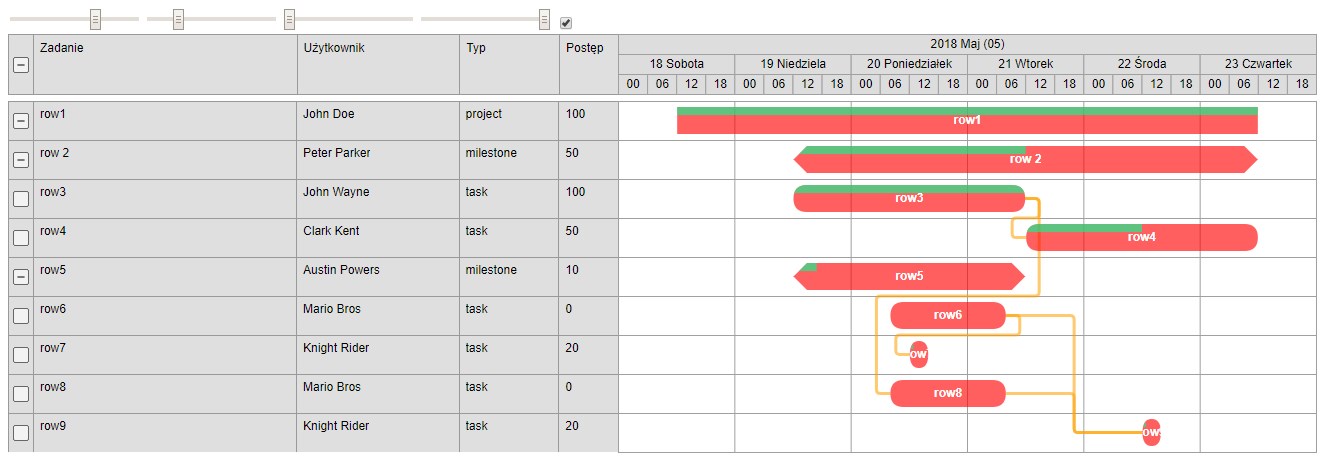 Zadanie Użytkownik Typ Postęp 2018 Maj (05)
18 Sobota 19 Niedziela 20 Poniedziałek 21 Wtorek 22 Środa 23 Czwartek
00 06 12 18 00 06 12 18 00 06 12 18 00 06 12 18 00 06 12 18 00 06 12 18
row1 John Doe project 100 row1
row 2 Peter Parker milestone 50 row 2
row3 John Wayne task 100 row3
row4 Clark Kent task 50 row4
row5 Austin Powers milestone 10 row5
row6 Mario Bros task 0 row6
row7 Knight Rider task 20 ow
row8 Mario Bros task 0 row8
row9 Knight Rider task 20 ow